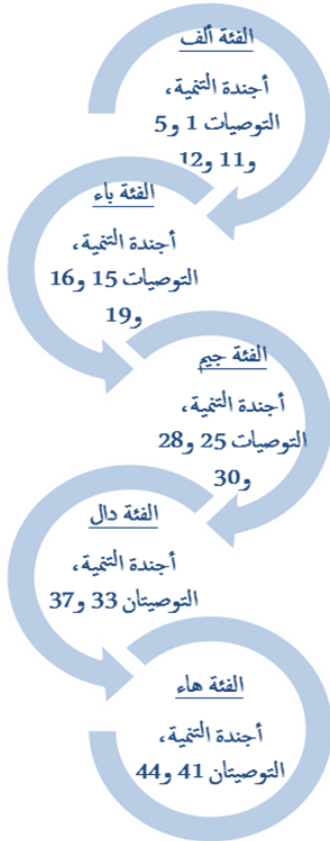 الفئة ألف
أجندة التنمية،
التوصيات 1 و5
و11 و12
الفئة باء
أجندة التنمية،
التوصيات 15 و16
و19
الفئة جيم
أجندة التنمية،
التوصيات 25 و28
و30
الفئة دال
أجندة التنمية،
التوصيتان 33 و37
الفئة هاء
أجندة التنمية،
التوصيتان 41 و44